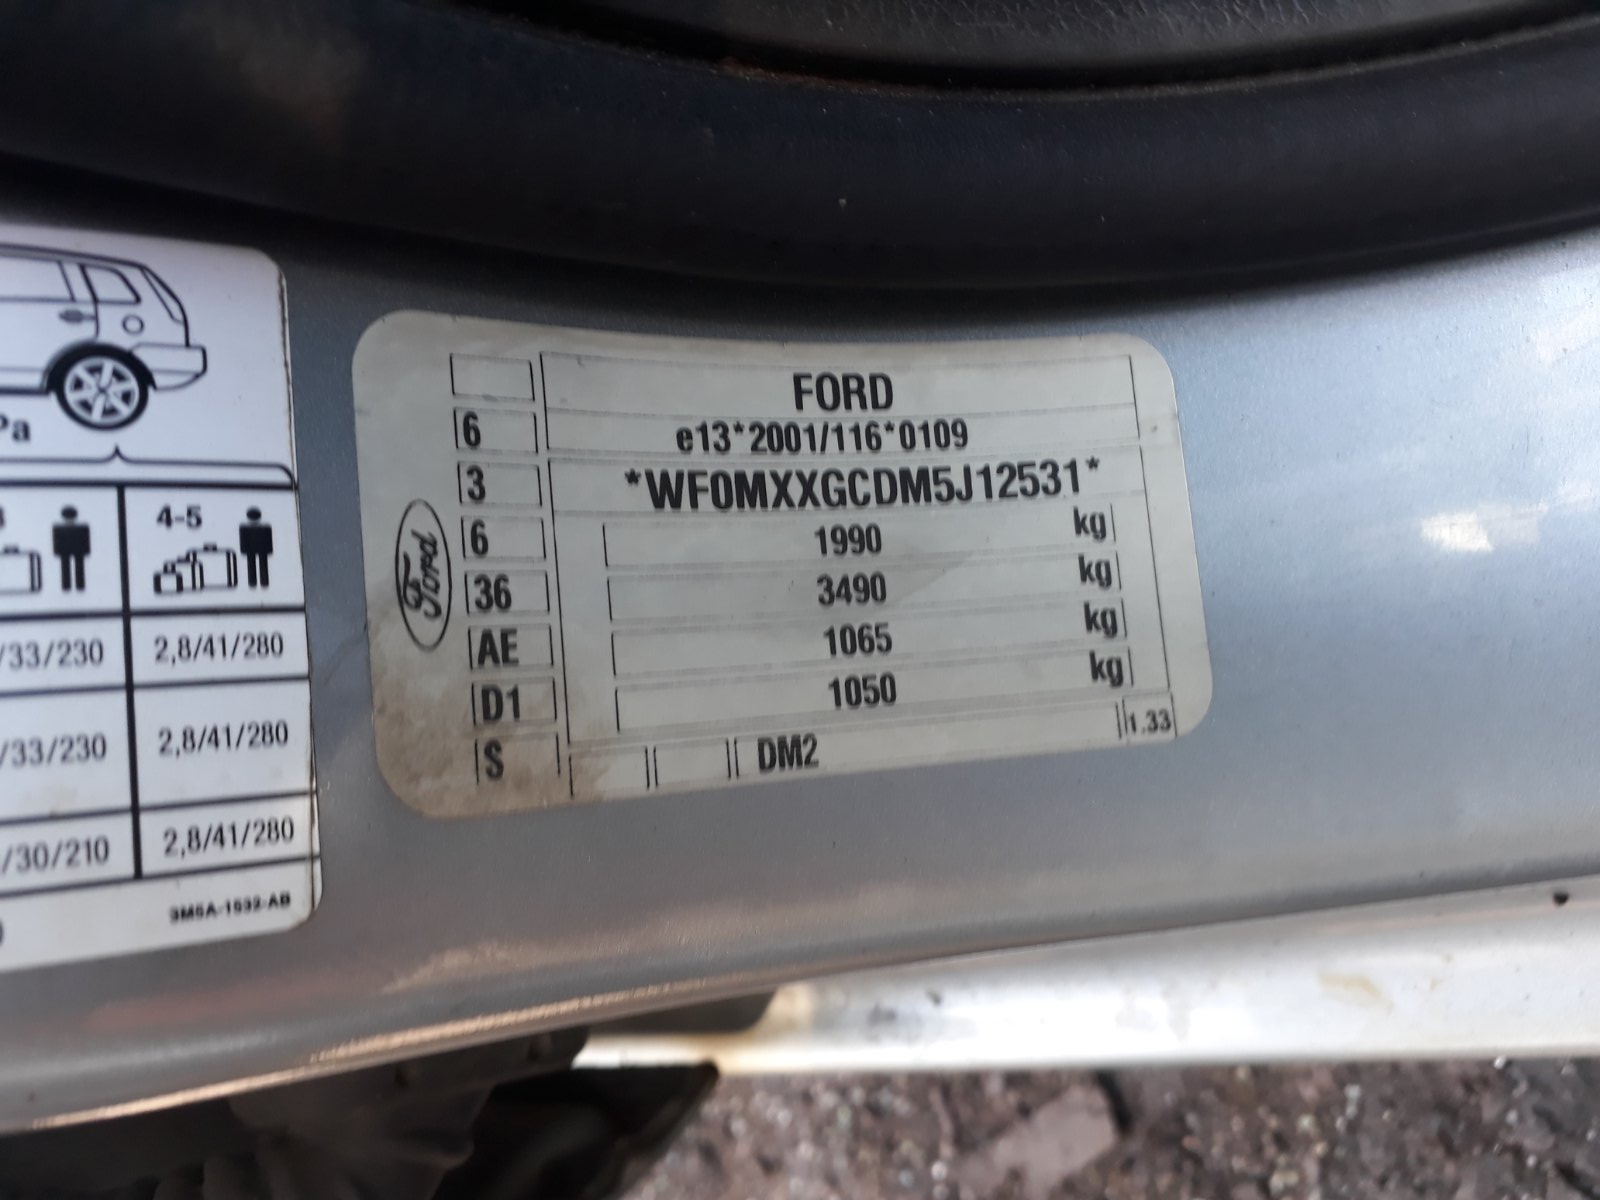 Pa
4-5
/33/230 2,8/41/280
/33/230 2,8/41/280
/30/210 2,8/41/280
3M5A-1532-AB
Ford
FORD
6 e13*2001/116*0109
3 *WF0MXXGCDM5J12531*
6 1990 kg
36 3490 kg
AE 1065 kg
D1 1050 kg
S DM2 1.33